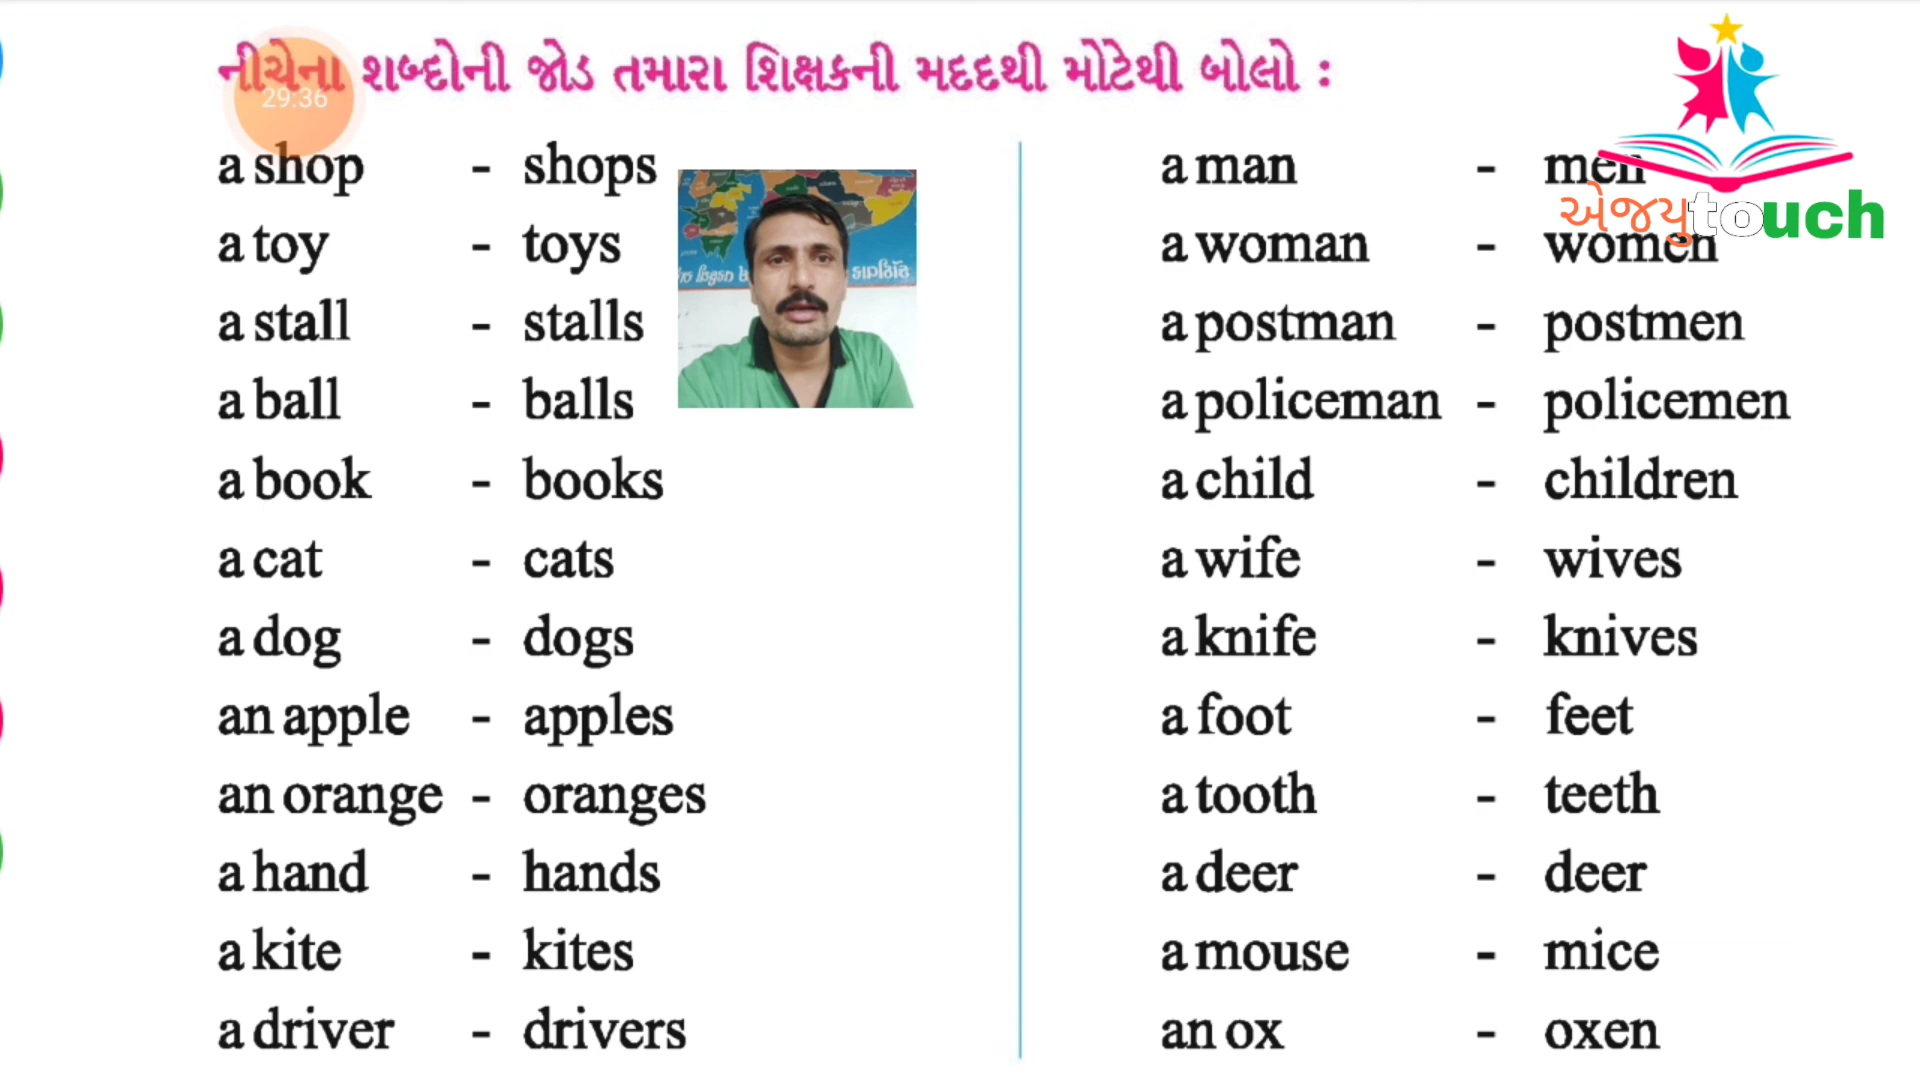 નીચેના શબ્દોની જોડ તમારા શિક્ષકની મદદથી મોટેથી બોલો :
29:36
a shop - shops
a toy - toys
a stall - stalls
a ball - balls
a book - books
a cat - cats
a dog - dogs
an apple - apples
an orange - oranges
a hand - hands
a kite - kites
a driver - drivers
a man - men
a woman - women
a postman - postmen
a policeman - policemen
a child - children
a wife - wives
a knife - knives
a foot - feet
a tooth - teeth
a deer - deer
a mouse - mice
an ox - oxen
એજ્યુtouch